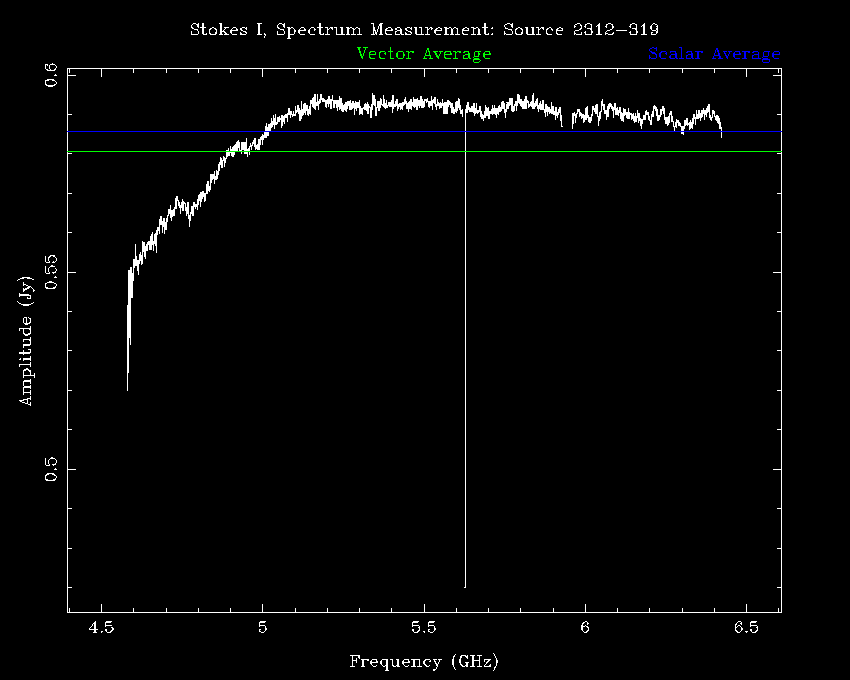 Stokes I, Spectrum Measurement: Source 2312−319
Vector Average Scalar Average
0.6
0.55
0.5
Amplitude (Jy)
4.5 5 5.5 6 6.5
Frequency (GHz)